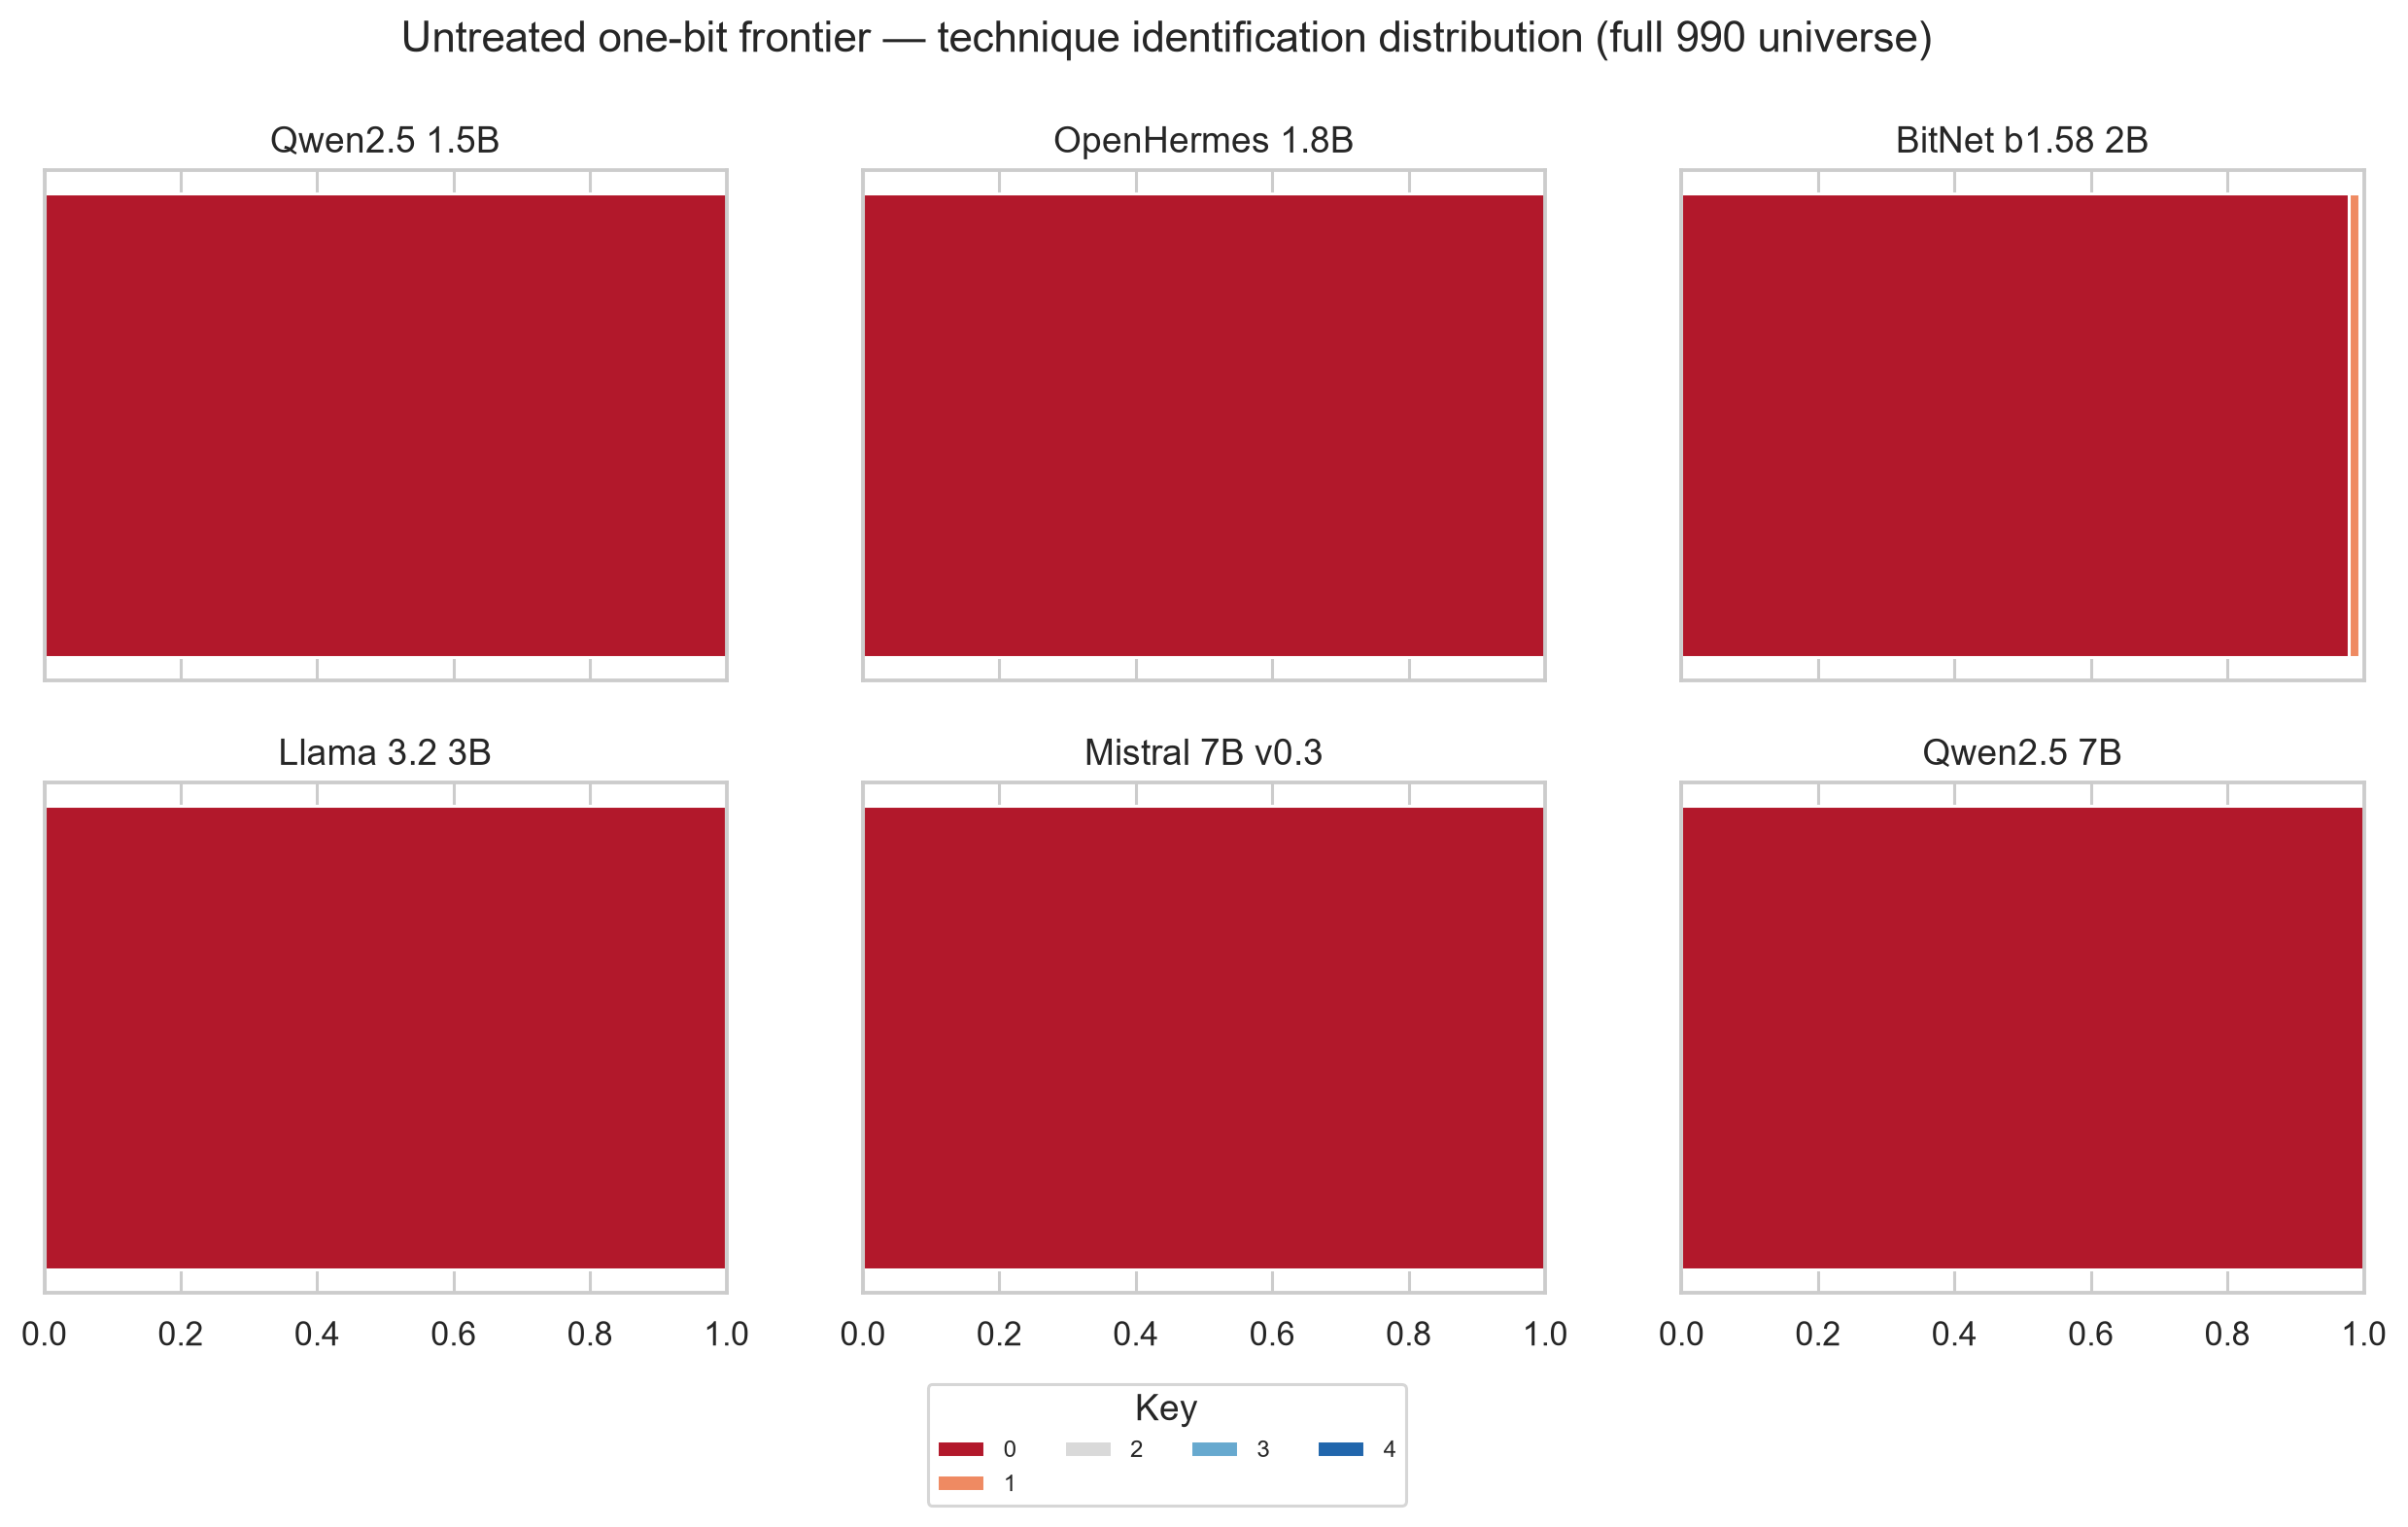 Untreated one-bit frontier — technique identification distribution (full 990 universe)
Qwen2.5 1.5B
OpenHermes 1.8B
BitNet b1.58 2B
Llama 3.2 3B
Mistral 7B v0.3
Qwen2.5 7B
0.0 0.2 0.4 0.6 0.8 1.0
0.0 0.2 0.4 0.6 0.8 1.0
0.0 0.2 0.4 0.6 0.8 1.0
Key
0 2 3 4
1